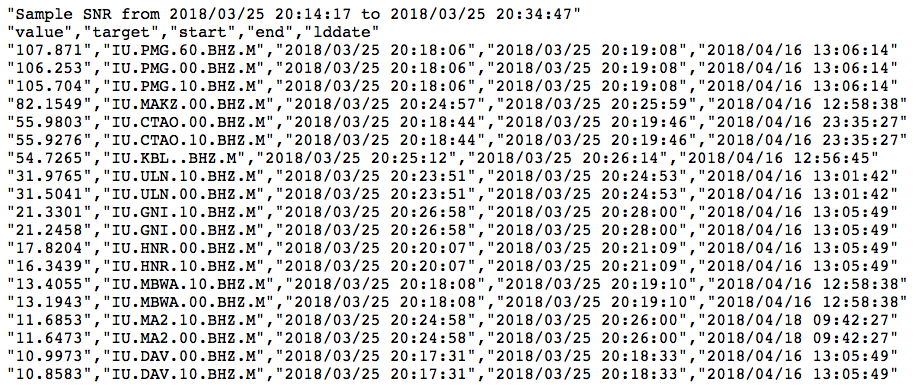 "Sample SNR from 2018/03/25 20:14:17 to 2018/03/25 20:34:47"
"value","target","start","end","lddate"
"107.871","IU.PMG.60.BHZ.M","2018/03/25 20:18:06","2018/03/25 20:19:08","2018/04/16 13:06:14"
"106.253","IU.PMG.00.BHZ.M","2018/03/25 20:18:06","2018/03/25 20:19:08","2018/04/16 13:06:14"
"105.704","IU.PMG.10.BHZ.M","2018/03/25 20:18:06","2018/03/25 20:19:08","2018/04/16 13:06:14"
"82.1549","IU.MAKZ.00.BHZ.M","2018/03/25 20:24:57","2018/03/25 20:25:59","2018/04/16 12:58:38"
"55.9803","IU.CTAO.00.BHZ.M","2018/03/25 20:18:44","2018/03/25 20:19:46","2018/04/16 23:35:27"
"55.9276","IU.CTAO.10.BHZ.M","2018/03/25 20:18:44","2018/03/25 20:19:46","2018/04/16 23:35:27"
"54.7265","IU.KBL..BHZ.M","2018/03/25 20:25:12","2018/03/25 20:26:14","2018/04/16 12:56:45"
"31.9765","IU.ULN.10.BHZ.M","2018/03/25 20:23:51","2018/03/25 20:24:53","2018/04/16 13:01:42"
"31.5041","IU.ULN.00.BHZ.M","2018/03/25 20:23:51","2018/03/25 20:24:53","2018/04/16 13:01:42"
"21.3301","IU.GNI.10.BHZ.M","2018/03/25 20:26:58","2018/03/25 20:28:00","2018/04/16 13:05:49"
"21.2458","IU.GNI.00.BHZ.M","2018/03/25 20:26:58","2018/03/25 20:28:00","2018/04/16 13:05:49"
"17.8204","IU.HNR.00.BHZ.M","2018/03/25 20:20:07","2018/03/25 20:21:09","2018/04/16 13:05:49"
"16.3439","IU.HNR.10.BHZ.M","2018/03/25 20:20:07","2018/03/25 20:21:09","2018/04/16 13:05:49"
"13.4055","IU.MBWA.10.BHZ.M","2018/03/25 20:18:08","2018/03/25 20:19:10","2018/04/16 12:58:38"
"13.1943","IU.MBWA.00.BHZ.M","2018/03/25 20:18:08","2018/03/25 20:19:10","2018/04/16 12:58:38"
"11.6853","IU.MA2.10.BHZ.M","2018/03/25 20:24:58","2018/03/25 20:26:00","2018/04/18 09:42:27"
"11.6473","IU.MA2.00.BHZ.M","2018/03/25 20:24:58","2018/03/25 20:26:00","2018/04/18 09:42:27"
"10.9973","IU.DAV.00.BHZ.M","2018/03/25 20:17:31","2018/03/25 20:18:33","2018/04/16 13:05:49"
"10.8583","IU.DAV.10.BHZ.M","2018/03/25 20:17:31","2018/03/25 20:18:33","2018/04/16 13:05:49"